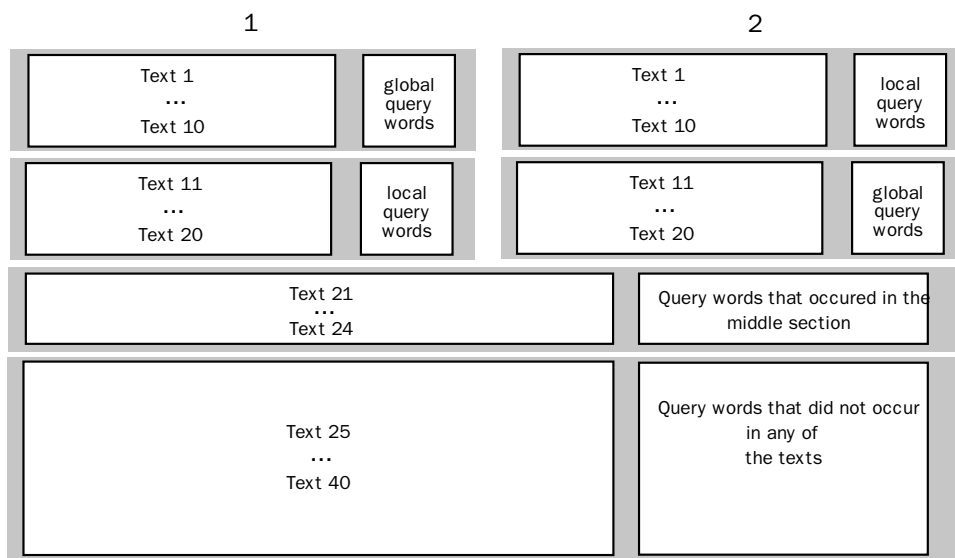 1
Text 1
...
Text 10
global
query
words
2
Text 1
...
Text 10
local
query
words
Text 11
...
Text 20
local
query
words
Text 11
...
Text 20
global
query
words
Text 21
...
Text 24
Query words that occured in the
middle section
Text 25
...
Text 40
Query words that did not occur
in any of
the texts